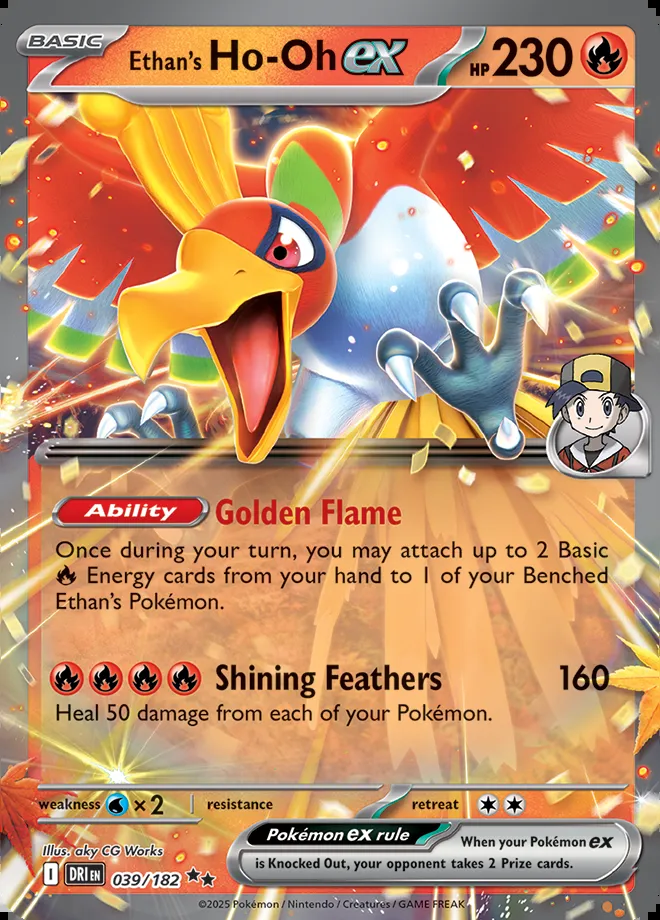 BASIC
Ethan's Ho-Oh ex HP 230
Ability Golden Flame
Once during your turn, you may attach up to 2 Basic
Energy cards from your hand to 1 of your Benched
Ethan's Pokémon.
Shining Feathers 160
Heal 50 damage from each of your Pokémon.
weakness ×2 resistance retreat
Pokémon ex rule When your Pokémon ex
is Knocked Out, your opponent takes 2 Prize cards.
Illus. aky CG Works
I DRI EN 039/182 ★★
©2025 Pokémon / Nintendo / Creatures / GAME FREAK